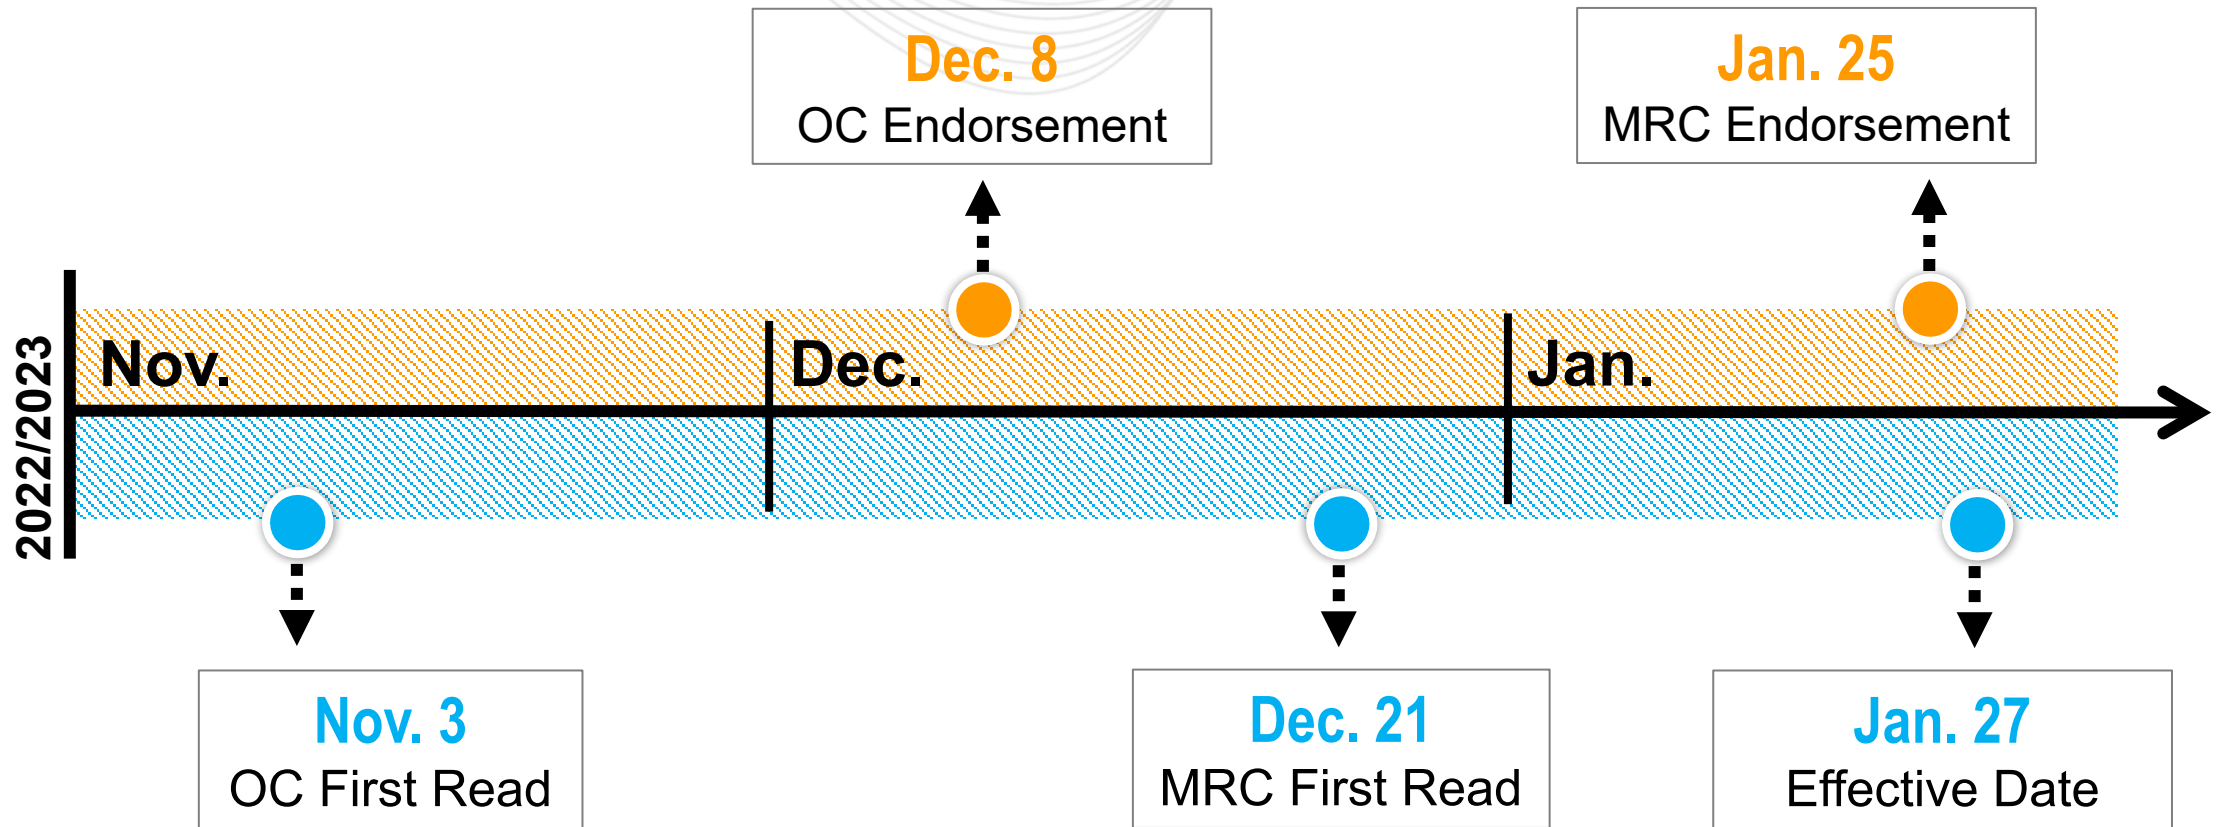 Dec. 8
OC Endorsement
Jan. 25
MRC Endorsement
2022/2023
Nov.
Dec.
Jan.
Nov. 3
OC First Read
Dec. 21
MRC First Read
Jan. 27
Effective Date